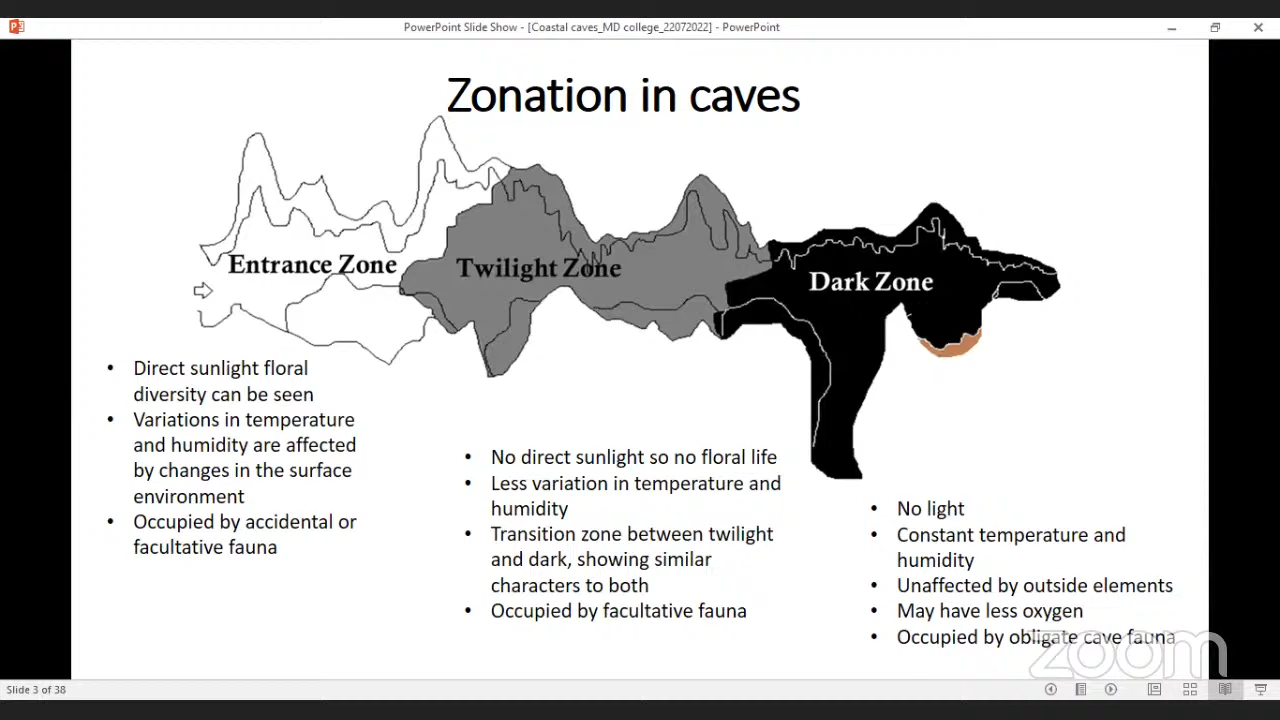 PowerPoint Slide Show - [Coastal caves_MD college_22072022] - PowerPoint
Zonation in caves
Entrance Zone
Twilight Zone
Dark Zone
• Direct sunlight floral
diversity can be seen
• Variations in temperature
and humidity are affected
by changes in the surface
environment
• Occupied by accidental or
facultative fauna
• No direct sunlight so no floral life
• Less variation in temperature and
humidity
• Transition zone between twilight
and dark, showing similar
characters to both
• Occupied by facultative fauna
• No light
• Constant temperature and
humidity
• Unaffected by outside elements
• May have less oxygen
• Occupied by obligate cave fauna
zoom
Slide 3 of 38